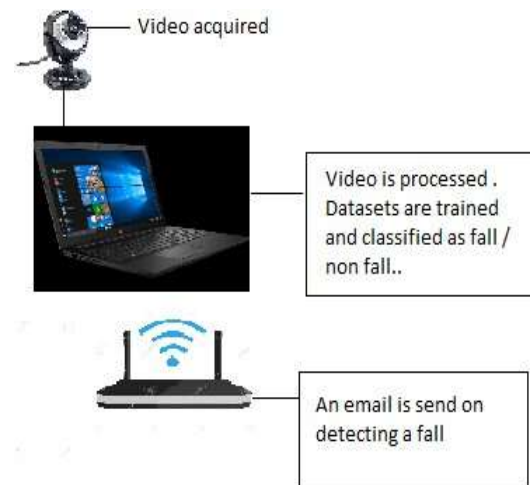 Video acquired
Video is processed .
Datasets are trained
and classified as fall /
non fall..
An email is send on
detecting a fall